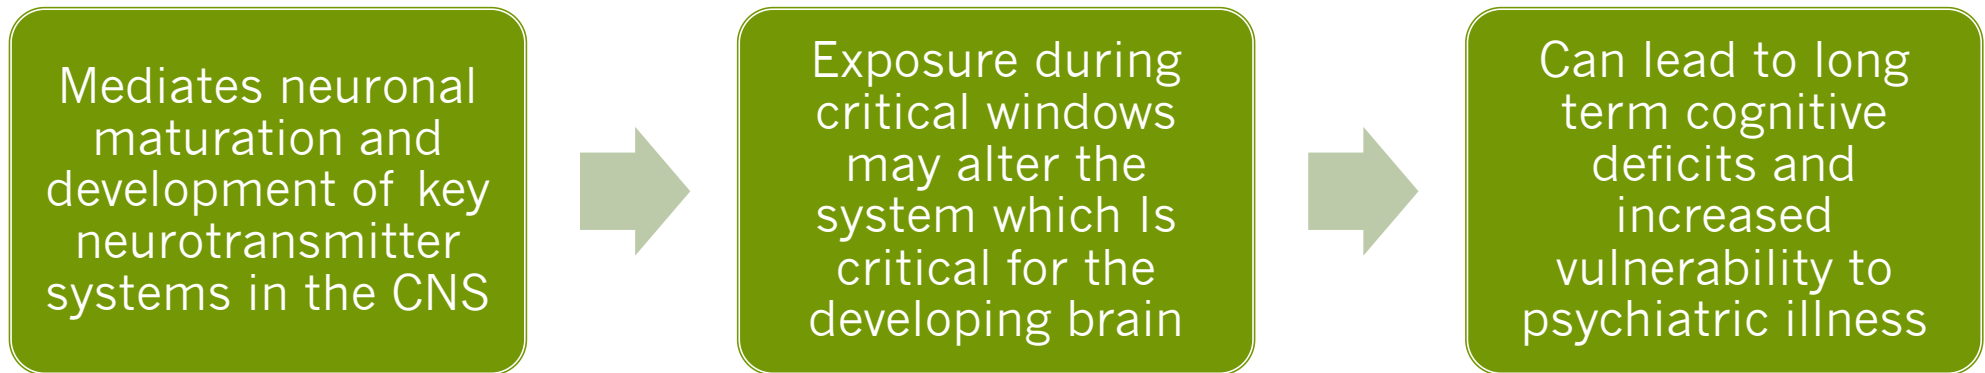 Mediates neuronal
maturation and
development of key
neurotransmitter
systems in the CNS
Exposure during
critical windows
may alter the
system which Is
critical for the
developing brain
Can lead to long
term cognitive
deficits and
increased
vulnerability to
psychiatric illness